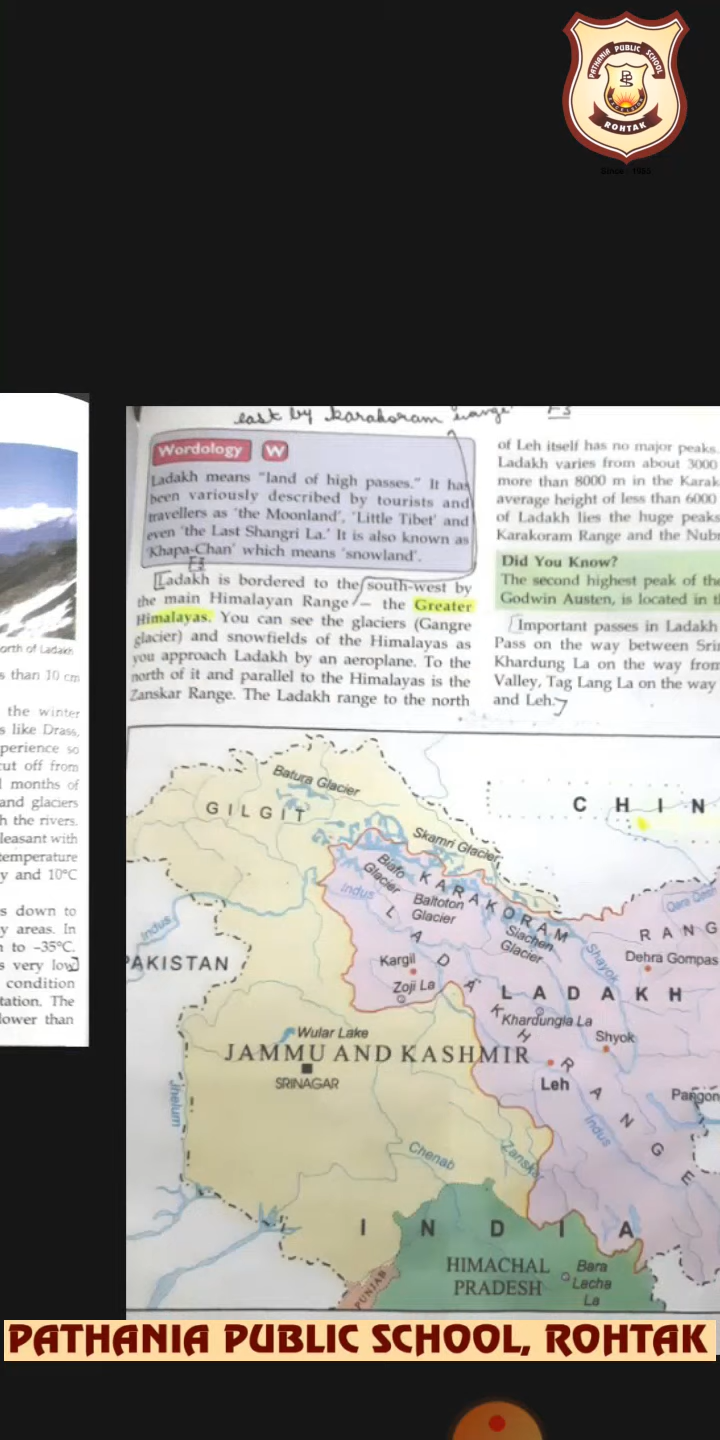 PATHANIA PUBLIC SCHOOL
ROHTAK
Since - 1985
east by Karakoram range F3
Wordology W
Ladakh means "land of high passes." It has
been variously described by tourists and
travellers as 'the Moonland', 'Little Tibet' and
even 'the Last Shangri La.' It is also known as
'Khapa-Chan' which means 'snowland'.
F3
Ladakh is bordered to the south-west by
the main Himalayan Range – the Greater
Himalayas. You can see the glaciers (Gangre
glacier) and snowfields of the Himalayas as
you approach Ladakh by an aeroplane. To the
north of it and parallel to the Himalayas is the
Zanskar Range. The Ladakh range to the north
of Leh itself has no major peaks.
Ladakh varies from about 3000
more than 8000 m in the Karak
average height of less than 6000
of Ladakh lies the huge peaks
Karakoram Range and the Nubr
Did You Know?
The second highest peak of the
Godwin Austen, is located in th
Important passes in Ladakh
Pass on the way between Srin
Khardung La on the way from
Valley, Tag Lang La on the way
and Leh.
orth of Ladakh
s than 10 cm
the winter
s like Drass,
perience so
cut off from
l months of
and glaciers
h the rivers.
leasant with
temperature
y and 10°C
s down to
y areas. In
n to –35°C.
s very low
condition
tation. The
lower than
Batura Glacier
GILGIT
CHIN
Skamri Glacier
Biafo
Glacier
KARAKORAM
Indus
Baltoton
Glacier
Siachen
Glacier
RANG
Indus
Shayok
Dehra Gompas
PAKISTAN
Kargil
Zoji La
LADAKH
LADAKH RANGE
Khardungla La
Shyok
Wular Lake
JAMMU AND KASHMIR
SRINAGAR
Leh
Pangon
Jhelum
Indus
Chenab
Zanskar
INDIA
HIMACHAL
PRADESH
Bara
Lacha
La
PUNJAB
PATHANIA PUBLIC SCHOOL, ROHTAK